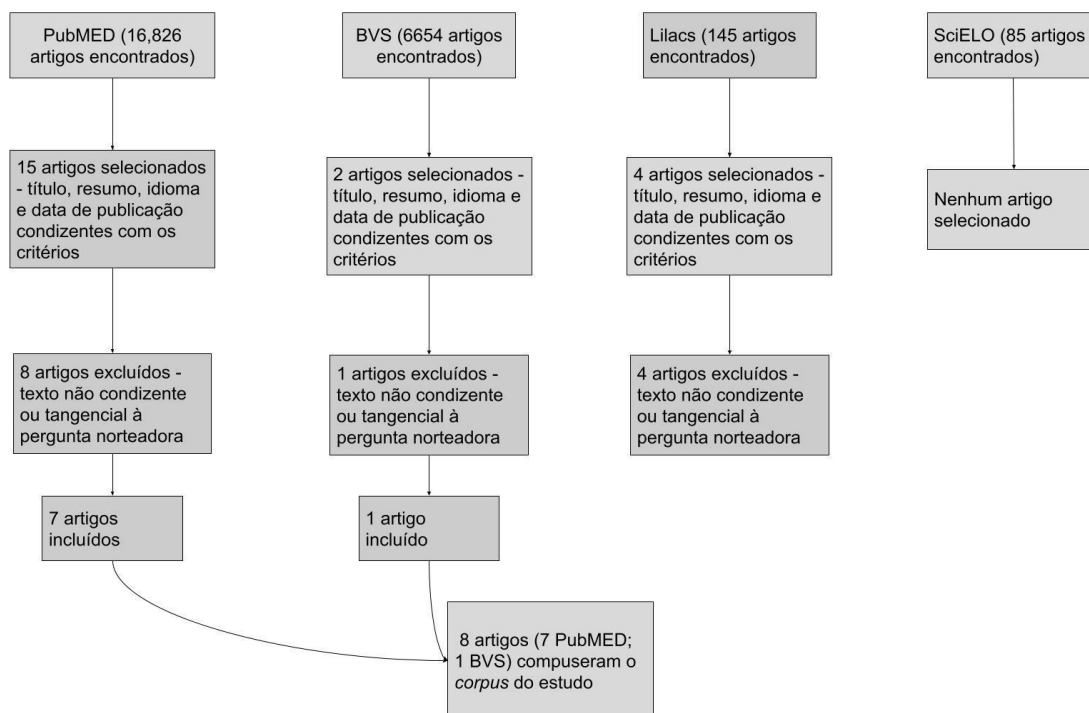 PubMED (16,826
artigos encontrados)
BVS (6654 artigos
encontrados)
Lilacs (145 artigos
encontrados)
SciELO (85 artigos
encontrados)
15 artigos selecionados
- título, resumo, idioma
e data de publicação
condizentes com os
critérios
2 artigos selecionados -
título, resumo, idioma e
data de publicação
condizentes com os
critérios
4 artigos selecionados -
título, resumo, idioma e
data de publicação
condizentes com os
critérios
Nenhum artigo
selecionado
8 artigos excluídos -
texto não condizente
ou tangencial à
pergunta norteadora
1 artigos excluídos -
texto não condizente
ou tangencial à
pergunta norteadora
4 artigos excluídos -
texto não condizente
ou tangencial à
pergunta norteadora
7 artigos
incluídos
1 artigo
incluído
8 artigos (7 PubMED;
1 BVS) compuseram o
corpus do estudo